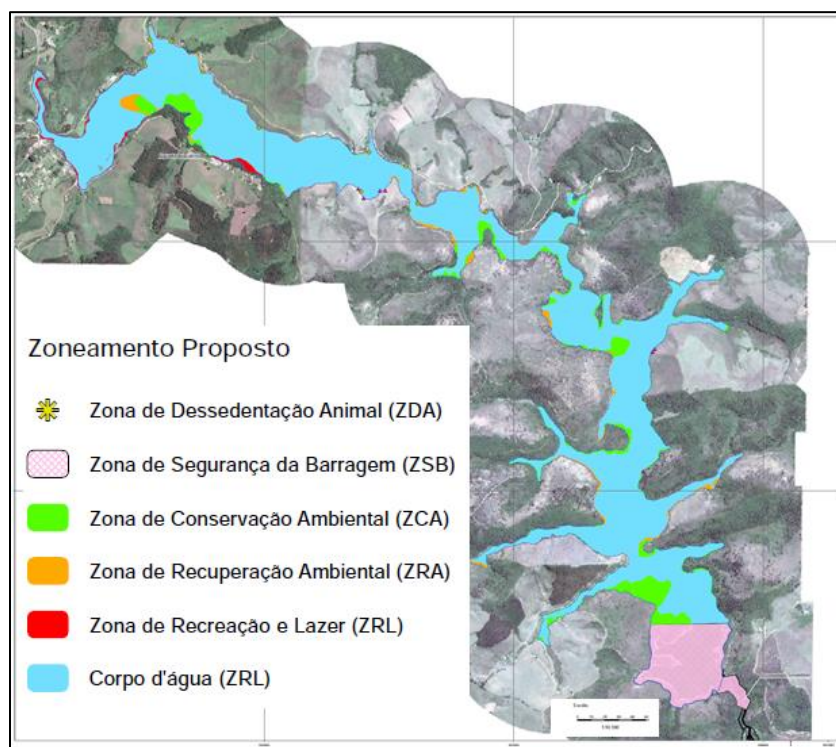 Zoneamento Proposto
Zona de Dessedentação Animal (ZDA)
Zona de Segurança da Barragem (ZSB)
Zona de Conservação Ambiental (ZCA)
Zona de Recuperação Ambiental (ZRA)
Zona de Recreação e Lazer (ZRL)
Corpo d'água (ZRL)